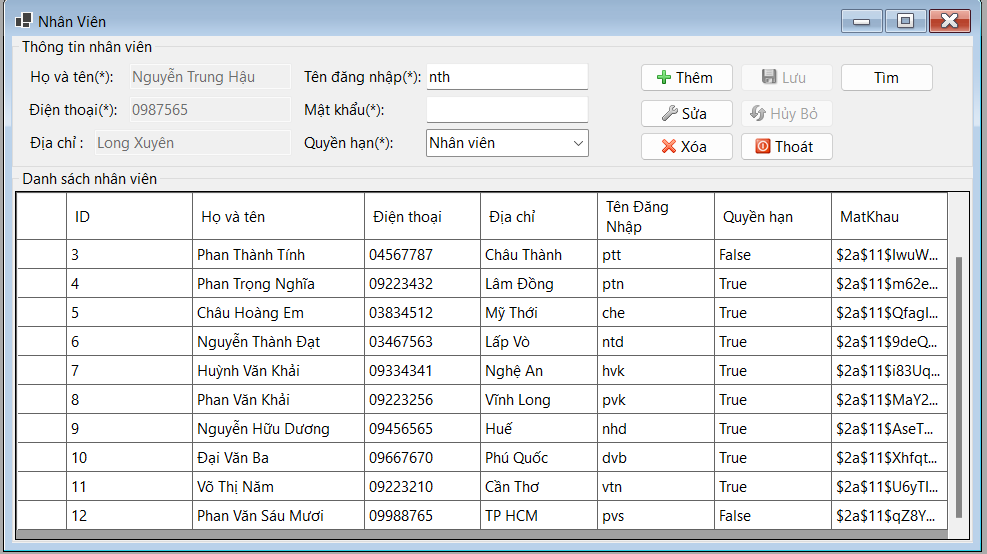 Nhân Viên
Thông tin nhân viên
Họ và tên(*): Nguyễn Trung Hậu Tên đăng nhập(*): nth Thêm Lưu Tìm
Điện thoại(*): 0987565 Mật khẩu(*): Sửa Hủy Bỏ
Địa chỉ : Long Xuyên Quyền hạn(*): Nhân viên Xóa Thoát
Danh sách nhân viên
ID Họ và tên Điện thoại Địa chỉ Tên Đăng Nhập Quyền hạn MatKhau
3 Phan Thành Tính 04567787 Châu Thành ptt False $2a$11$IwuW...
4 Phan Trọng Nghĩa 09223432 Lâm Đồng ptn True $2a$11$m62e...
5 Châu Hoàng Em 03834512 Mỹ Thới che True $2a$11$QfagI...
6 Nguyễn Thành Đạt 03467563 Lấp Vò ntd True $2a$11$9deQ...
7 Huỳnh Văn Khải 09334341 Nghệ An hvk True $2a$11$i83Uq...
8 Phan Văn Khải 09223256 Vĩnh Long pvk True $2a$11$MaY2...
9 Nguyễn Hữu Dương 09456565 Huế nhd True $2a$11$AseT...
10 Đại Văn Ba 09667670 Phú Quốc dvb True $2a$11$Xhfqt...
11 Võ Thị Năm 09223210 Cần Thơ vtn True $2a$11$U6yTI...
12 Phan Văn Sáu Mươi 09988765 TP HCM pvs False $2a$11$qZ8Y...